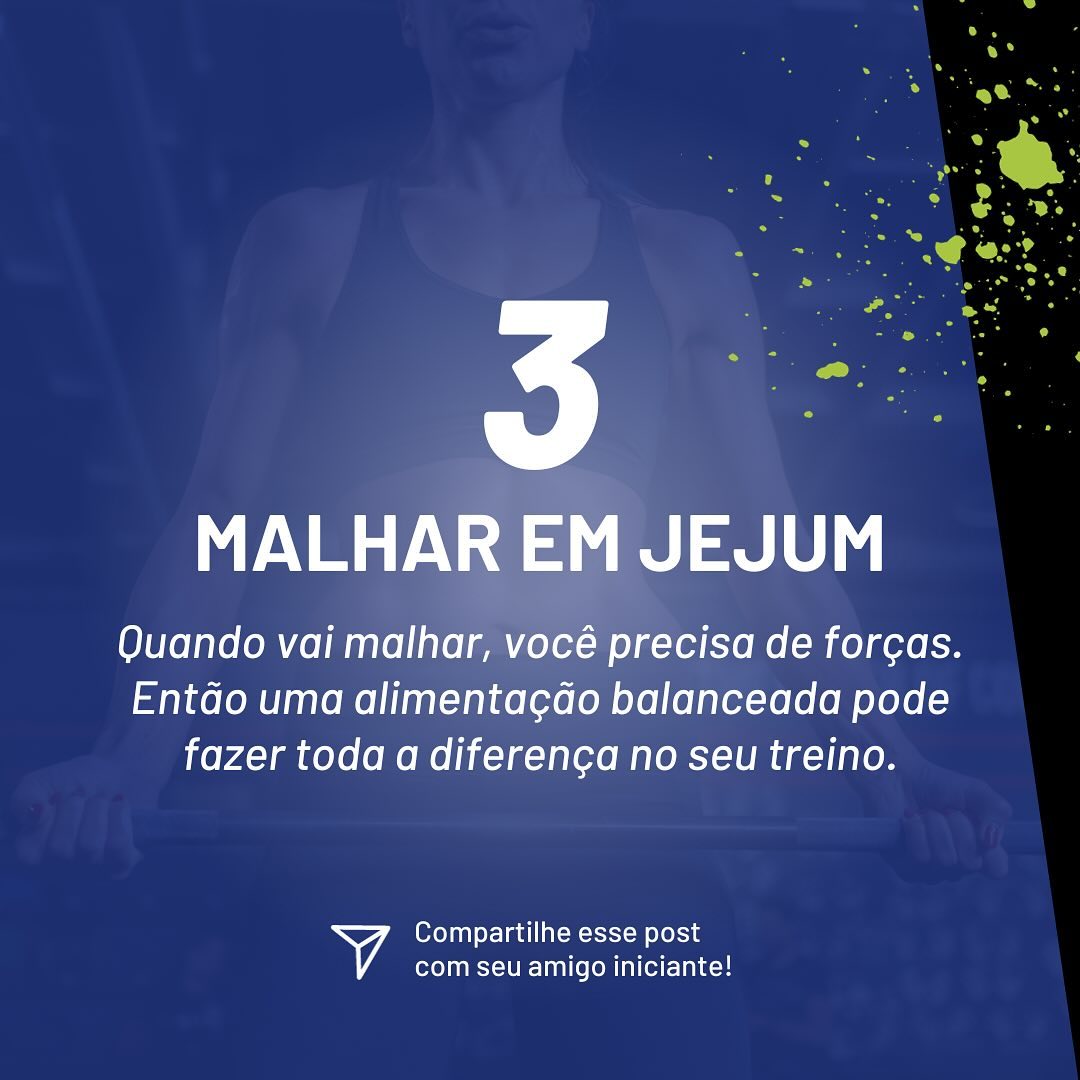 3
MALHAR EM JEJUM
Quando vai malhar, você precisa de forças.
Então uma alimentação balanceada pode
fazer toda a diferença no seu treino.
Compartilhe esse post
com seu amigo iniciante!